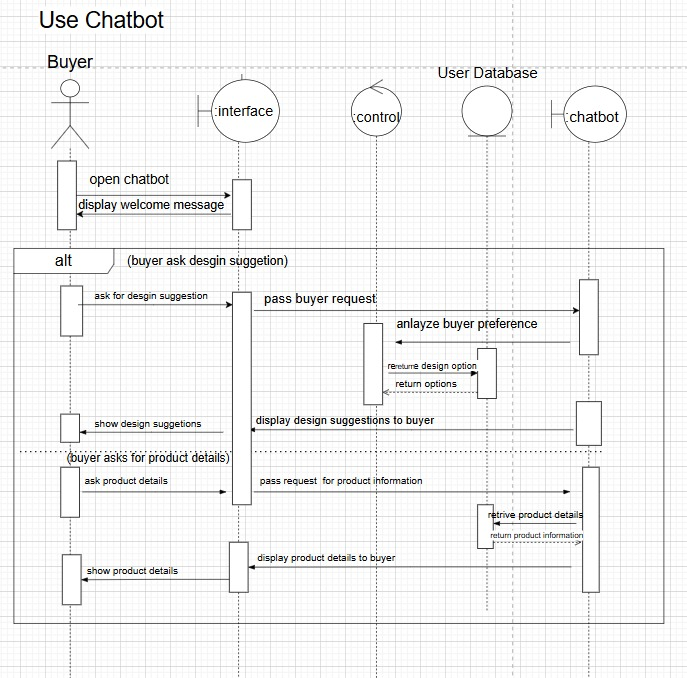 Use Chatbot
Buyer
User Database
:interface
:control
:chatbot
open chatbot
display welcome message
alt
(buyer ask desgin suggetion)
ask for desgin suggestion
pass buyer request
anlayze buyer preference
design option
return options
show design suggetions
display design suggestions to buyer
(buyer asks for product details)
ask product details
pass request for product information
retrive product details
return product information
display product details to buyer
show product details